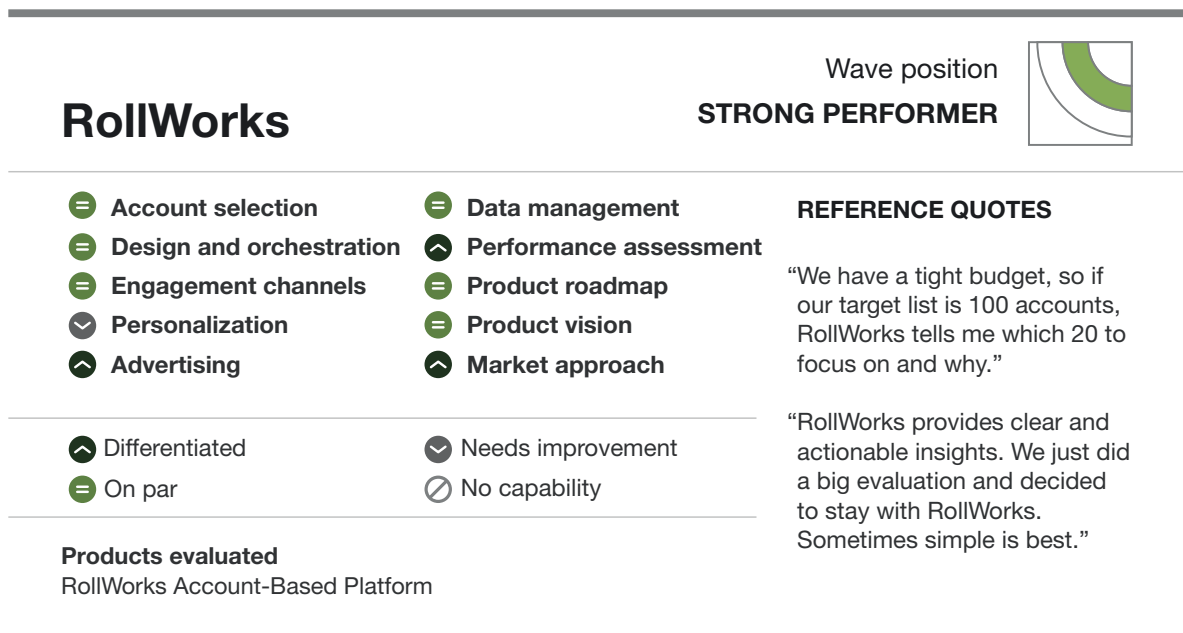 Wave position
RollWorks
STRONG PERFORMER
Account selection
Design and orchestration
Engagement channels
Personalization
Advertising
Data management
Performance assessment
Product roadmap
Product vision
Market approach
Differentiated
On par
Needs improvement
No capability
Products evaluated
RollWorks Account-Based Platform
REFERENCE QUOTES
“We have a tight budget, so if
our target list is 100 accounts,
RollWorks tells me which 20 to
focus on and why.”
“RollWorks provides clear and
actionable insights. We just did
a big evaluation and decided
to stay with RollWorks.
Sometimes simple is best.”